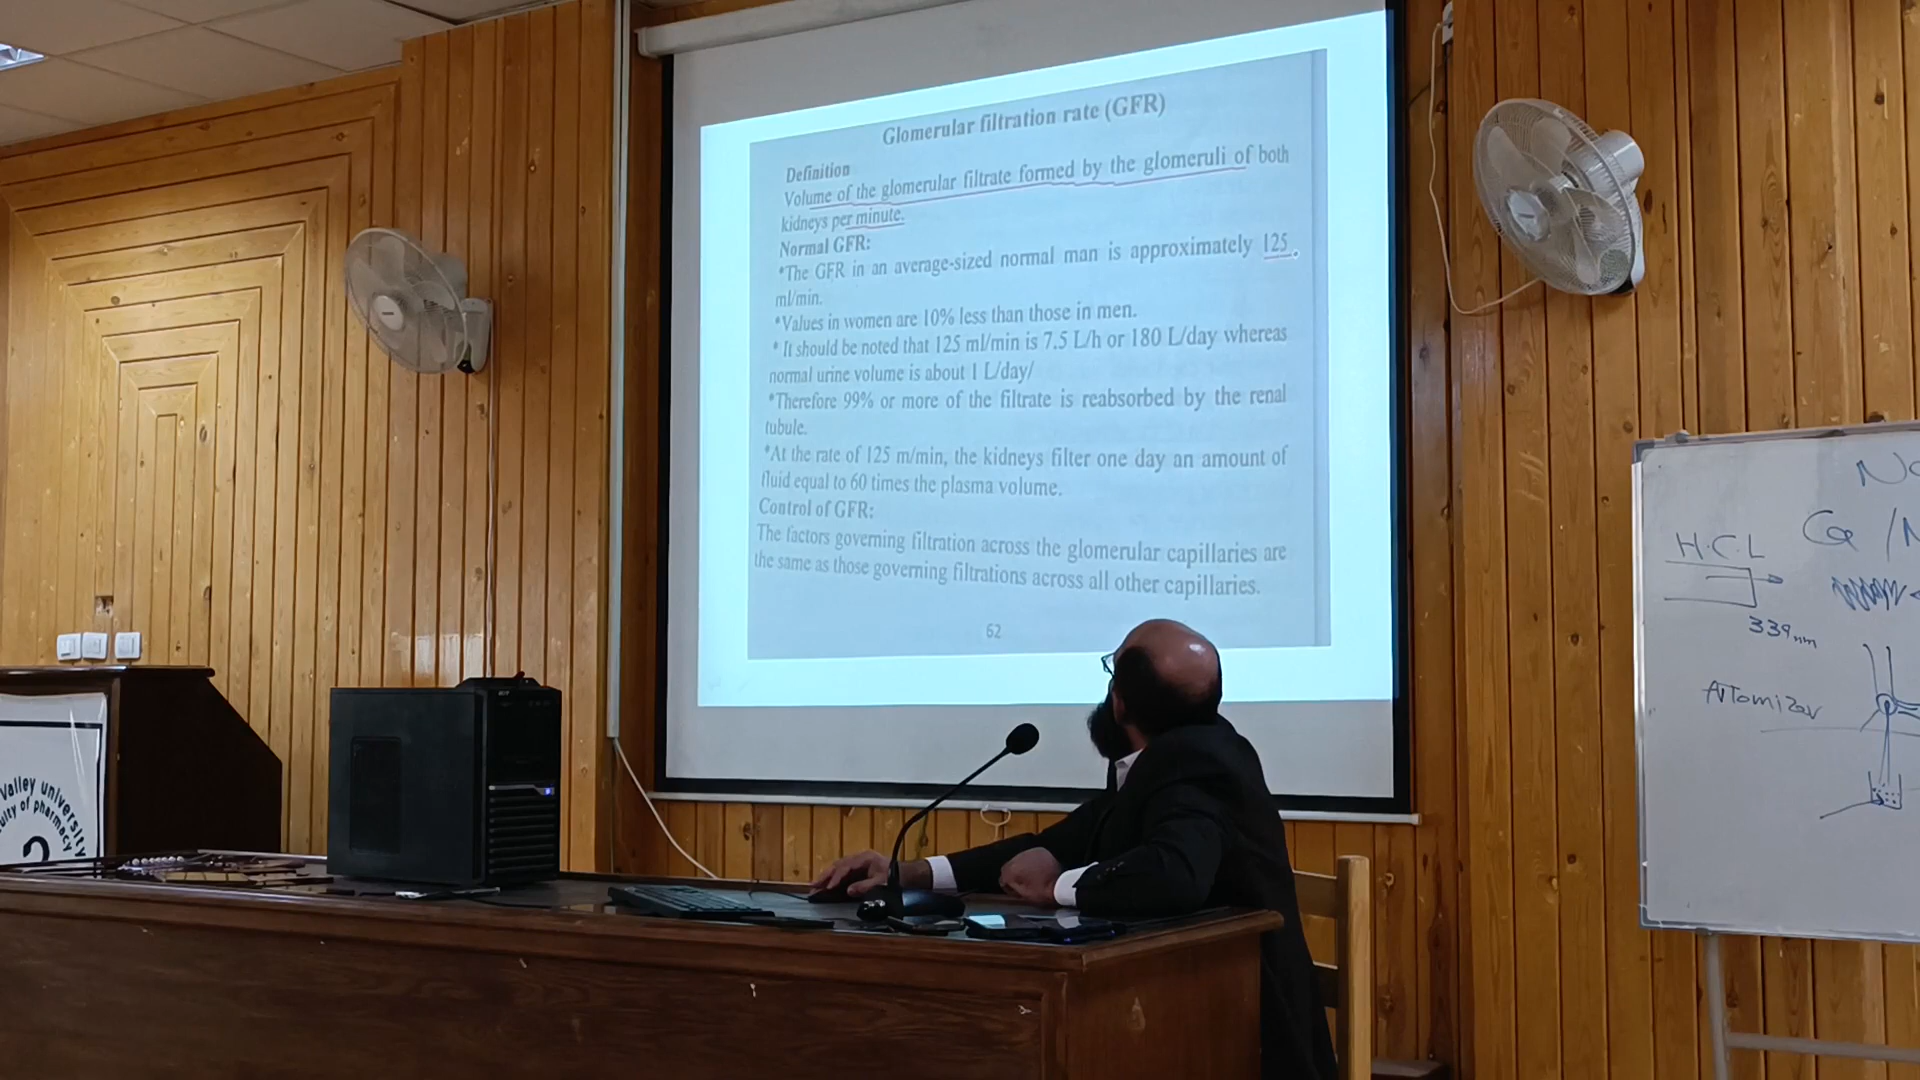 Glomerular filtration rate (GFR)
Definition
Volume of the glomerular filtrate formed by the glomeruli of both
kidneys per minute.
Normal GFR:
*The GFR in an average-sized normal man is approximately 125
ml/min.
*Values in women are 10% less than those in men.
* It should be noted that 125 ml/min is 7.5 L/h or 180 L/day whereas
normal urine volume is about 1 L/day/
*Therefore 99% or more of the filtrate is reabsorbed by the renal
tubule.
*At the rate of 125 m/min, the kidneys filter one day an amount of
fluid equal to 60 times the plasma volume.
Control of GFR:
The factors governing filtration across the glomerular capillaries are
the same as those governing filtrations across all other capillaries.
62
H.C.L
339nm
ATomizer
Valley university
of pharmacy